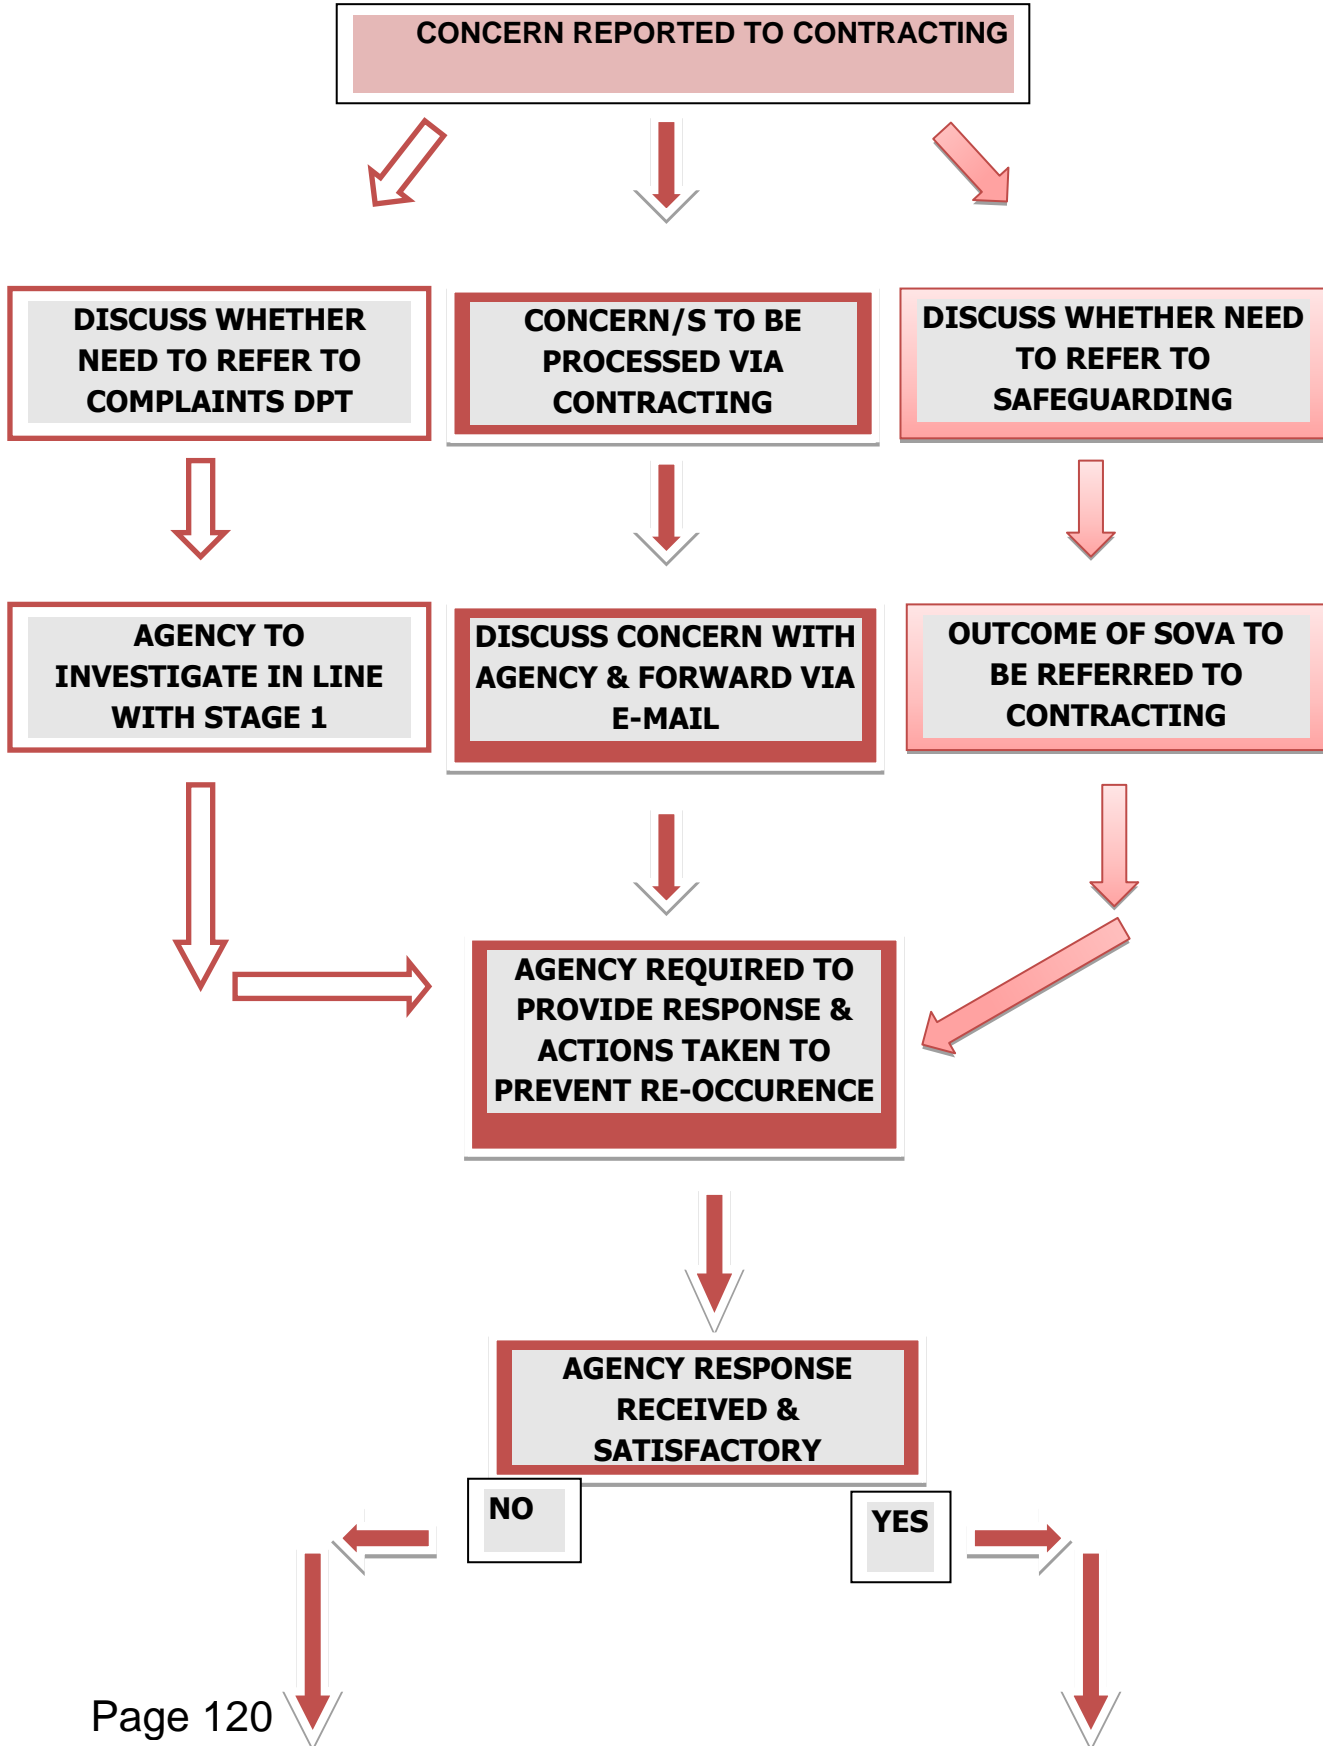 CONCERN REPORTED TO CONTRACTING
DISCUSS WHETHER
NEED TO REFER TO
COMPLAINTS DPT
CONCERN/S TO BE
PROCESSED VIA
CONTRACTING
DISCUSS WHETHER NEED
TO REFER TO
SAFEGUARDING
AGENCY TO
INVESTIGATE IN LINE
WITH STAGE 1
DISCUSS CONCERN WITH
AGENCY & FORWARD VIA
E-MAIL
OUTCOME OF SOVA TO
BE REFERRED TO
CONTRACTING
AGENCY REQUIRED TO
PROVIDE RESPONSE &
ACTIONS TAKEN TO
PREVENT RE-OCCURENCE
AGENCY RESPONSE
RECEIVED &
SATISFACTORY
NO
YES
Page 120